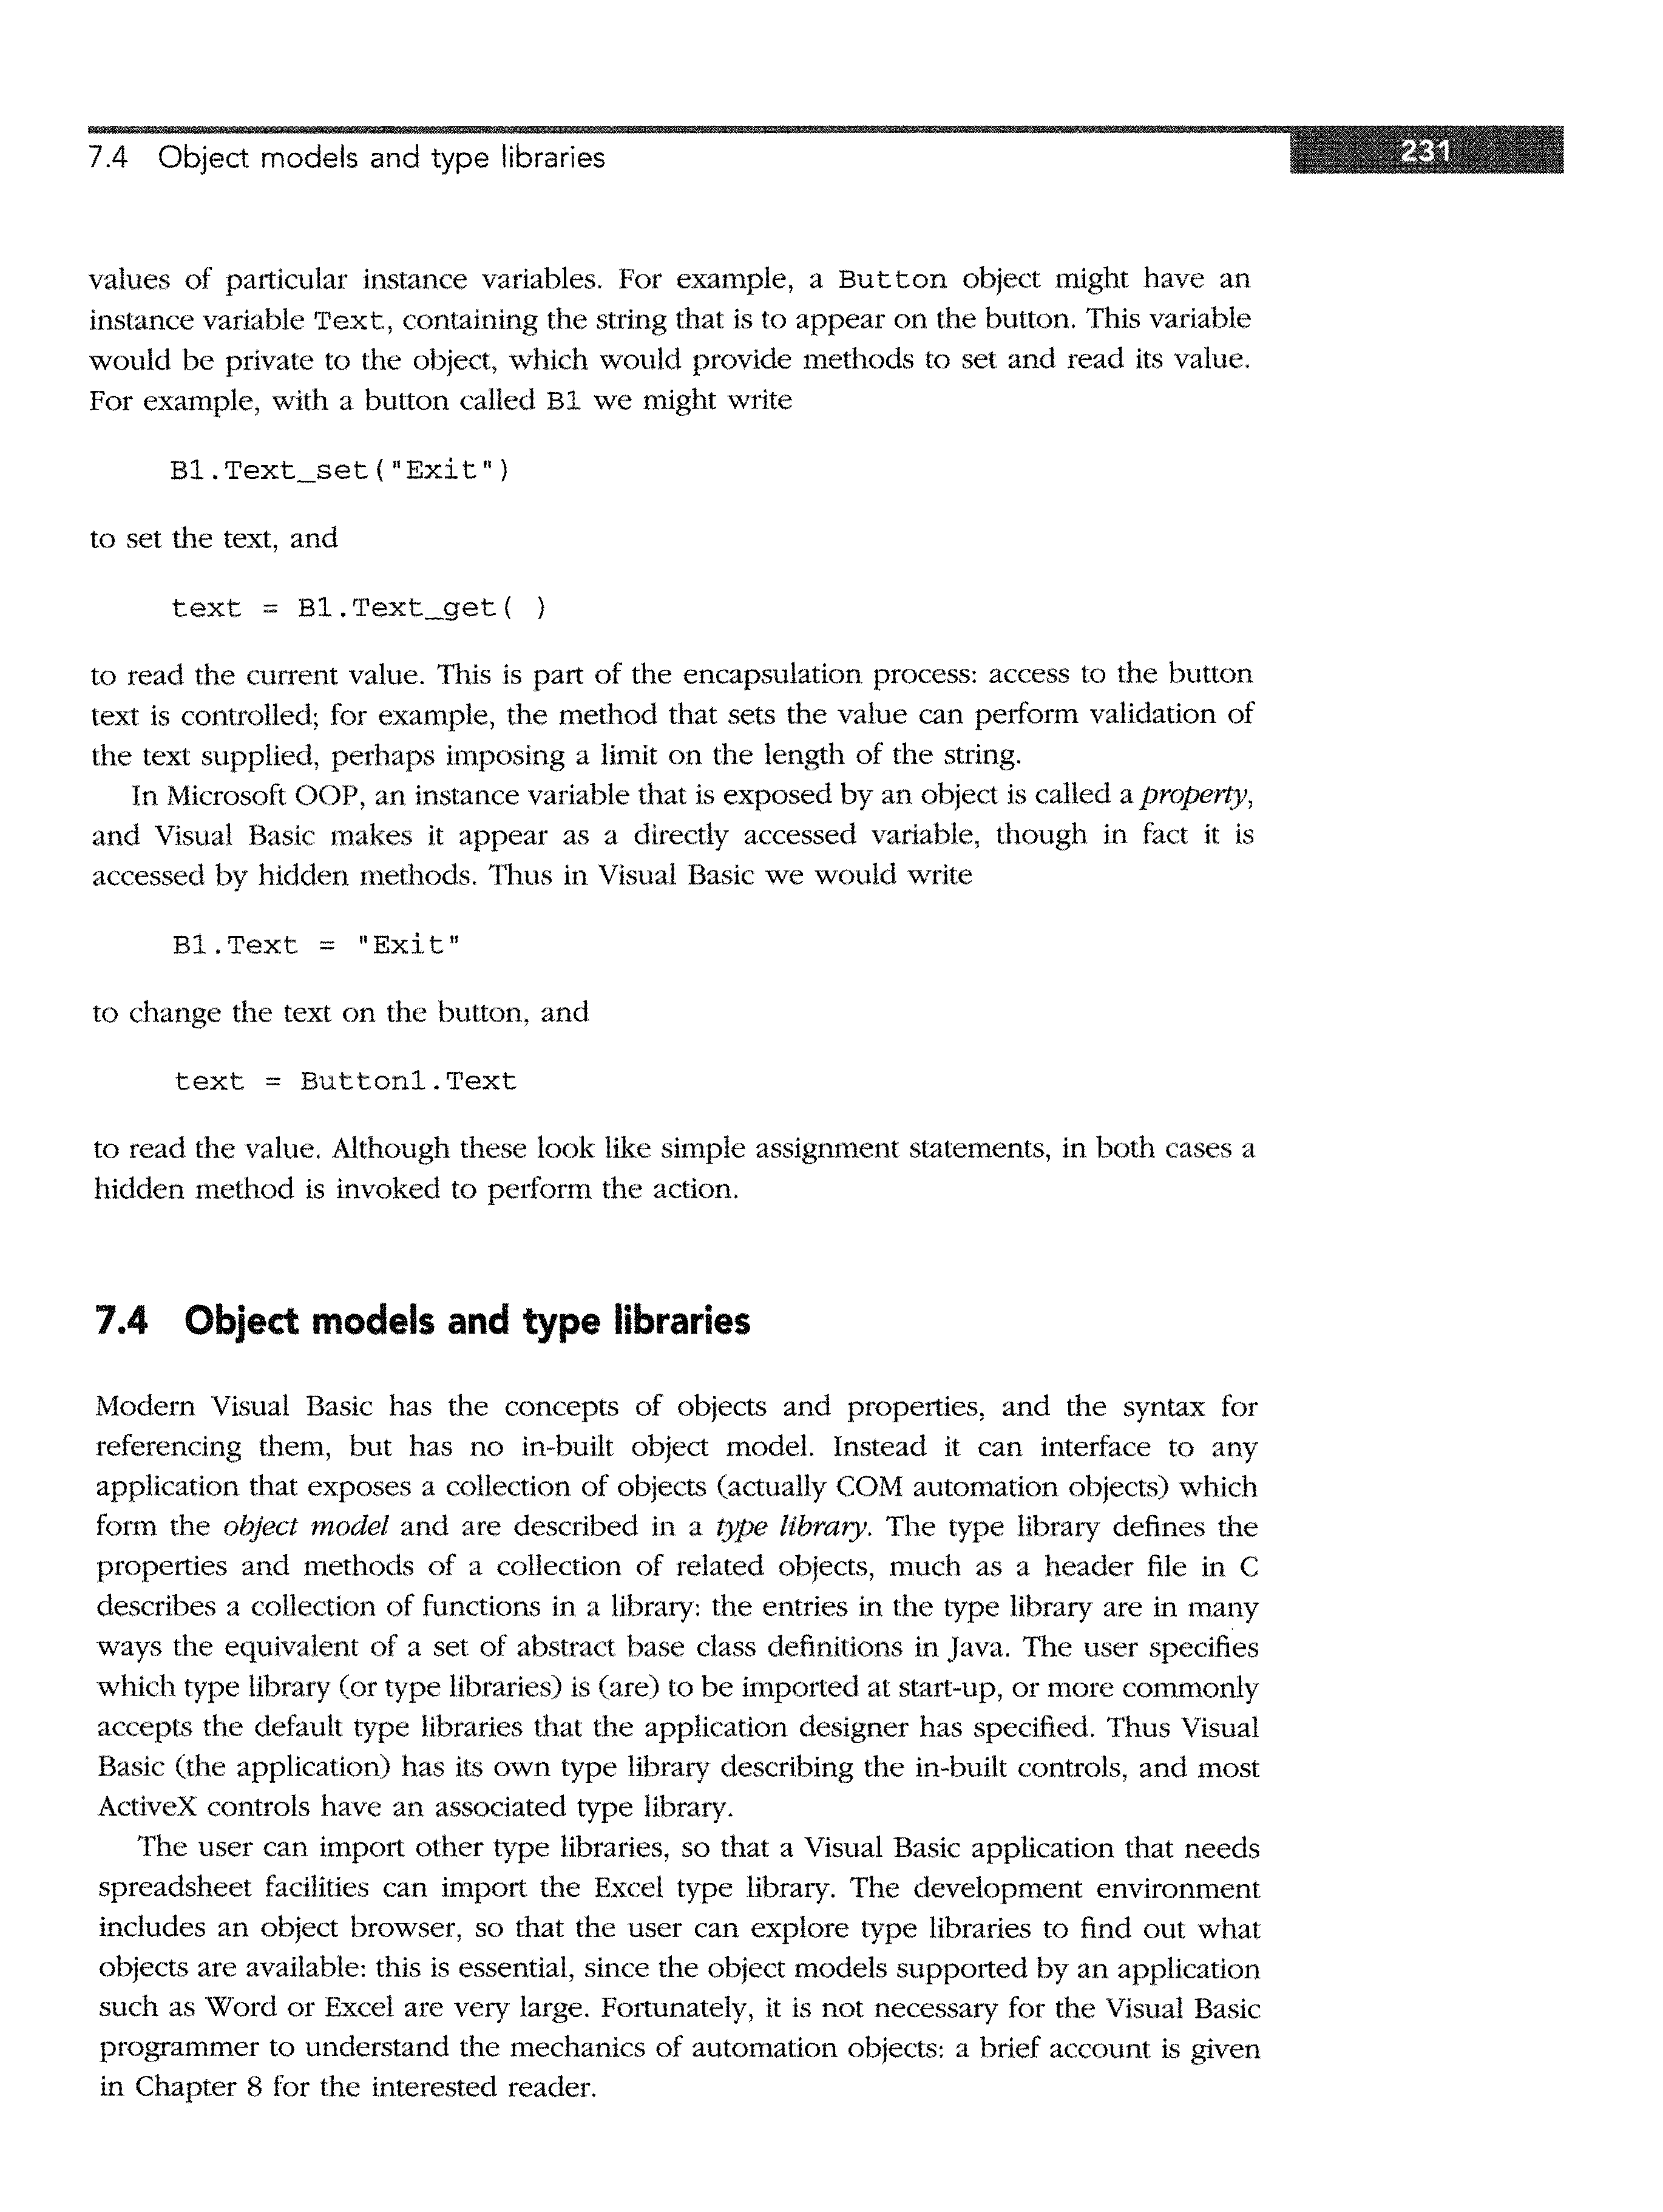 7.4 Object models and type libraries
231
values of particular instance variables. For example, a Button object might have an
instance variable Text, containing the string that is to appear on the button. This variable
would be private to the object, which would provide methods to set and read its value.
For example, with a button called B1 we might write
B1.Text_set("Exit")
to set the text, and
text = B1.Text_get( )
to read the current value. This is part of the encapsulation process: access to the button
text is controlled; for example, the method that sets the value can perform validation of
the text supplied, perhaps imposing a limit on the length of the string.
In Microsoft OOP, an instance variable that is exposed by an object is called a property,
and Visual Basic makes it appear as a directly accessed variable, though in fact it is
accessed by hidden methods. Thus in Visual Basic we would write
B1.Text = "Exit"
to change the text on the button, and
text = Button1.Text
to read the value. Although these look like simple assignment statements, in both cases a
hidden method is invoked to perform the action.
7.4 Object models and type libraries
Modern Visual Basic has the concepts of objects and properties, and the syntax for
referencing them, but has no in-built object model. Instead it can interface to any
application that exposes a collection of objects (actually COM automation objects) which
form the object model and are described in a type library. The type library defines the
properties and methods of a collection of related objects, much as a header file in C
describes a collection of functions in a library: the entries in the type library are in many
ways the equivalent of a set of abstract base class definitions in Java. The user specifies
which type library (or type libraries) is (are) to be imported at start-up, or more commonly
accepts the default type libraries that the application designer has specified. Thus Visual
Basic (the application) has its own type library describing the in-built controls, and most
ActiveX controls have an associated type library.
The user can import other type libraries, so that a Visual Basic application that needs
spreadsheet facilities can import the Excel type library. The development environment
includes an object browser, so that the user can explore type libraries to find out what
objects are available: this is essential, since the object models supported by an application
such as Word or Excel are very large. Fortunately, it is not necessary for the Visual Basic
programmer to understand the mechanics of automation objects: a brief account is given
in Chapter 8 for the interested reader.